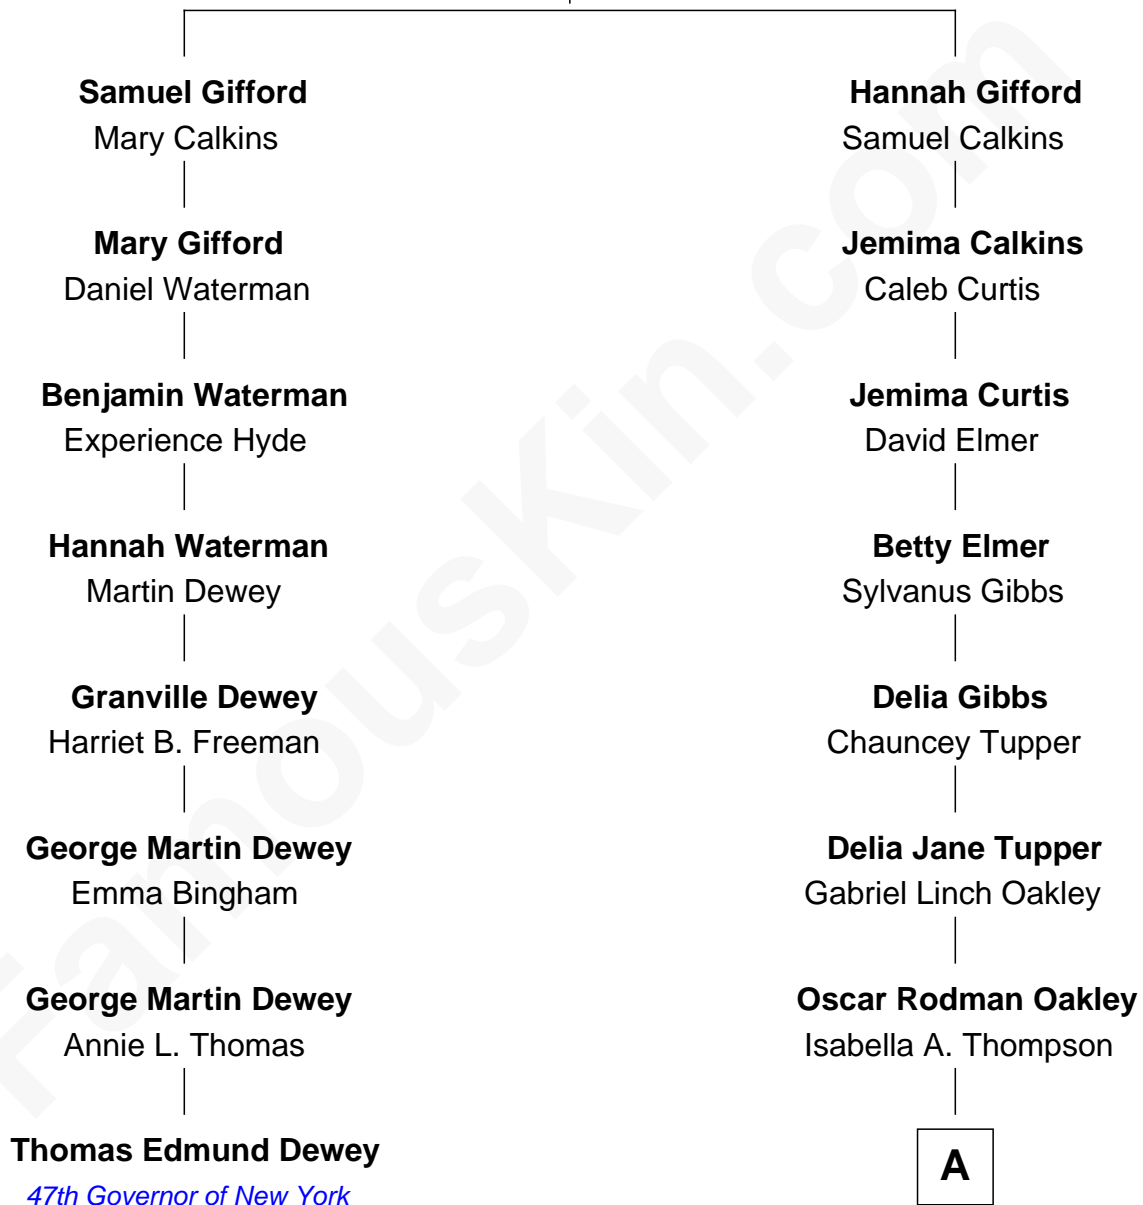 Samuel Gifford
Mary Calkins
Mary Gifford
Daniel Waterman
Benjamin Waterman
Experience Hyde
Hannah Waterman
Martin Dewey
Granville Dewey
Harriet B. Freeman
George Martin Dewey
Emma Bingham
George Martin Dewey
Annie L. Thomas
Thomas Edmund Dewey
47th Governor of New York
Hannah Gifford
Samuel Calkins
Jemima Calkins
Caleb Curtis
Jemima Curtis
David Elmer
Betty Elmer
Sylvanus Gibbs
Delia Gibbs
Chauncey Tupper
Delia Jane Tupper
Gabriel Linch Oakley
Oscar Rodman Oakley
Isabella A. Thompson
A
FamousKin.com